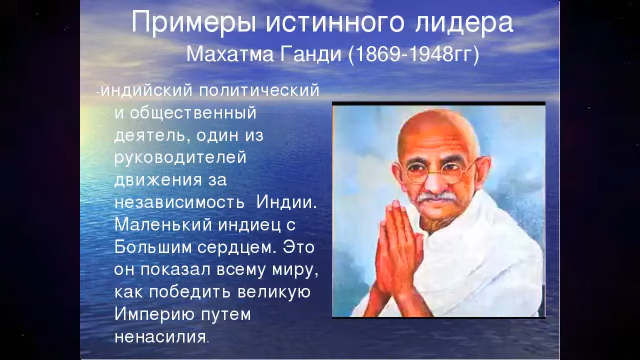 Примеры истинного лидера
Махатма Ганди (1869-1948гг)
-индийский политический
и общественный
деятель, один из
руководителей
движения за
независимость Индии.
Маленький индиец с
Большим сердцем. Это
он показал всему миру,
как победить великую
Империю путем
ненасилия.